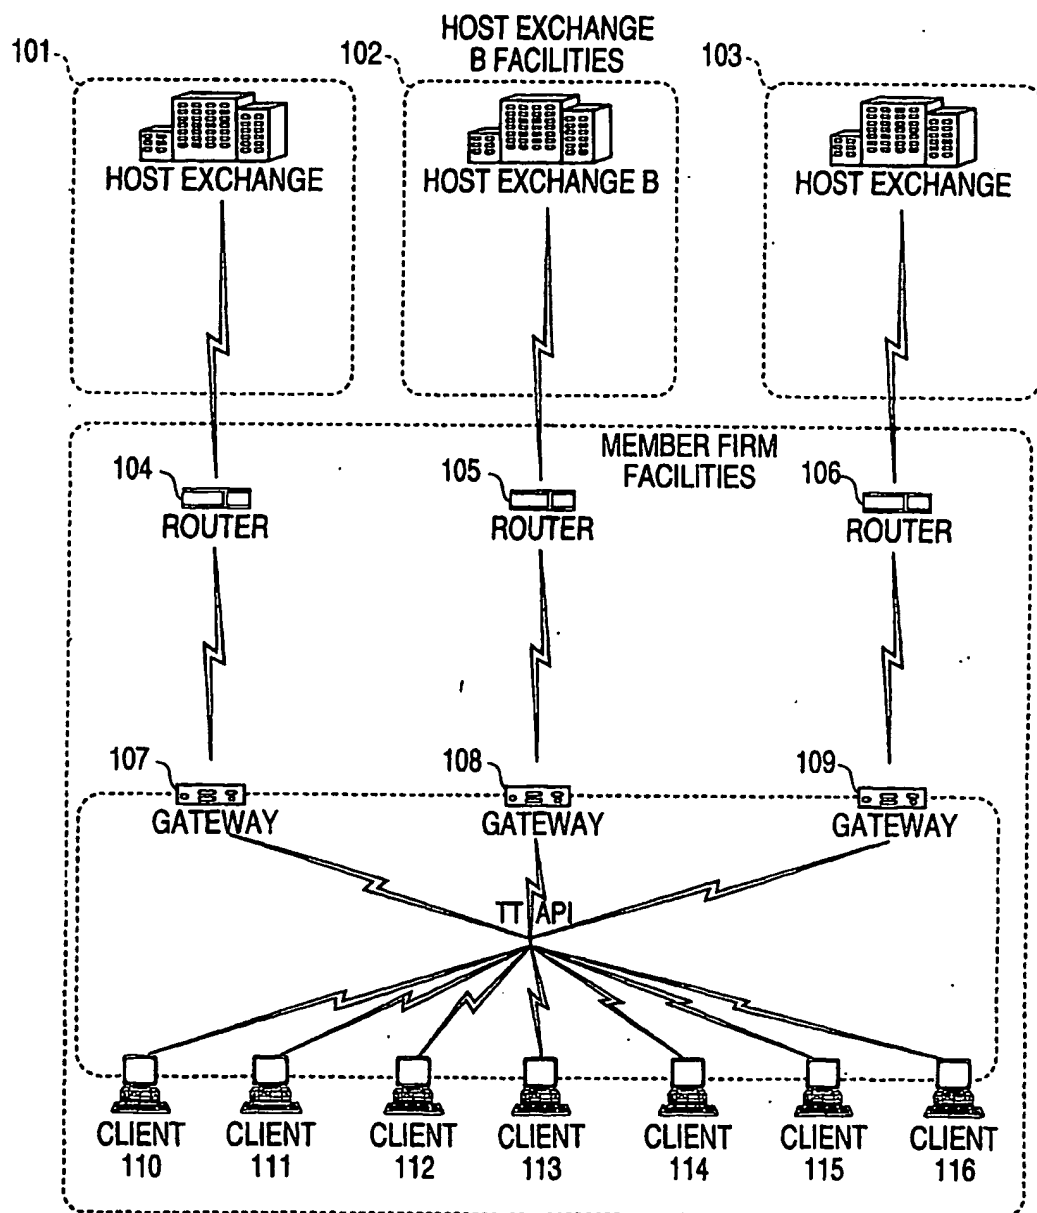 HOST EXCHANGE
B FACILITIES
101
102
103
HOST EXCHANGE
HOST EXCHANGE B
HOST EXCHANGE
MEMBER FIRM
FACILITIES
104
105
106
ROUTER
ROUTER
ROUTER
107
108
109
GATEWAY
GATEWAY
GATEWAY
TT API
CLIENT
110
CLIENT
111
CLIENT
112
CLIENT
113
CLIENT
114
CLIENT
115
CLIENT
116